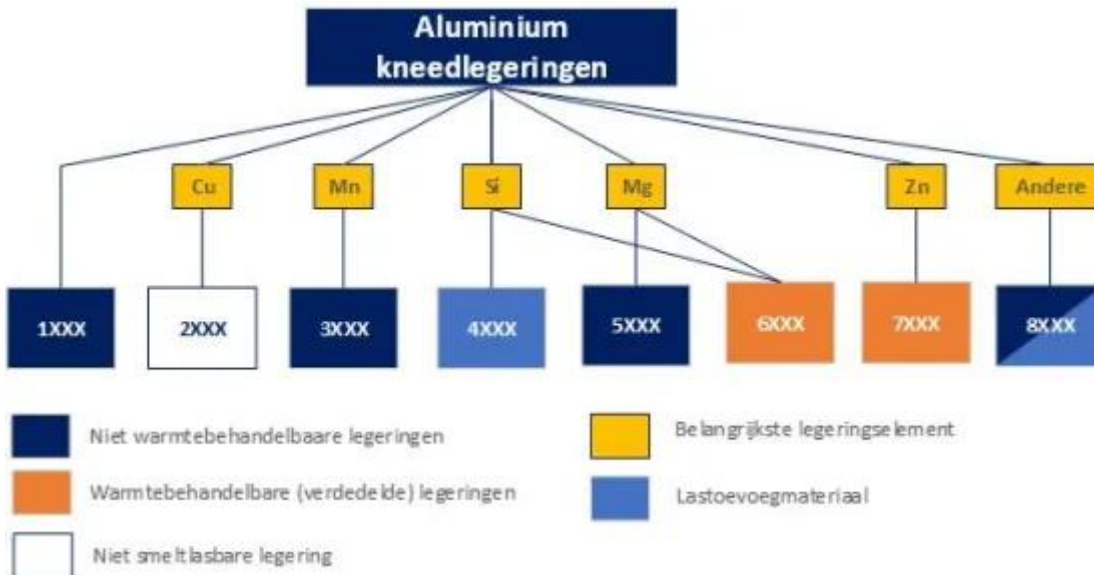 Aluminium
kneedlegeringen
Cu
Mn
Si
Mg
Zn
Andere
1XXX
2XXX
3XXX
4XXX
5XXX
6XXX
7XXX
8XXX
Niet warmtebehandelbaare legeringen
Belangrijkste legeringselement
Warmtebehandelbare (verdedelde) legeringen
Lastoevoegmateriaal
Niet smeltlasbare legering